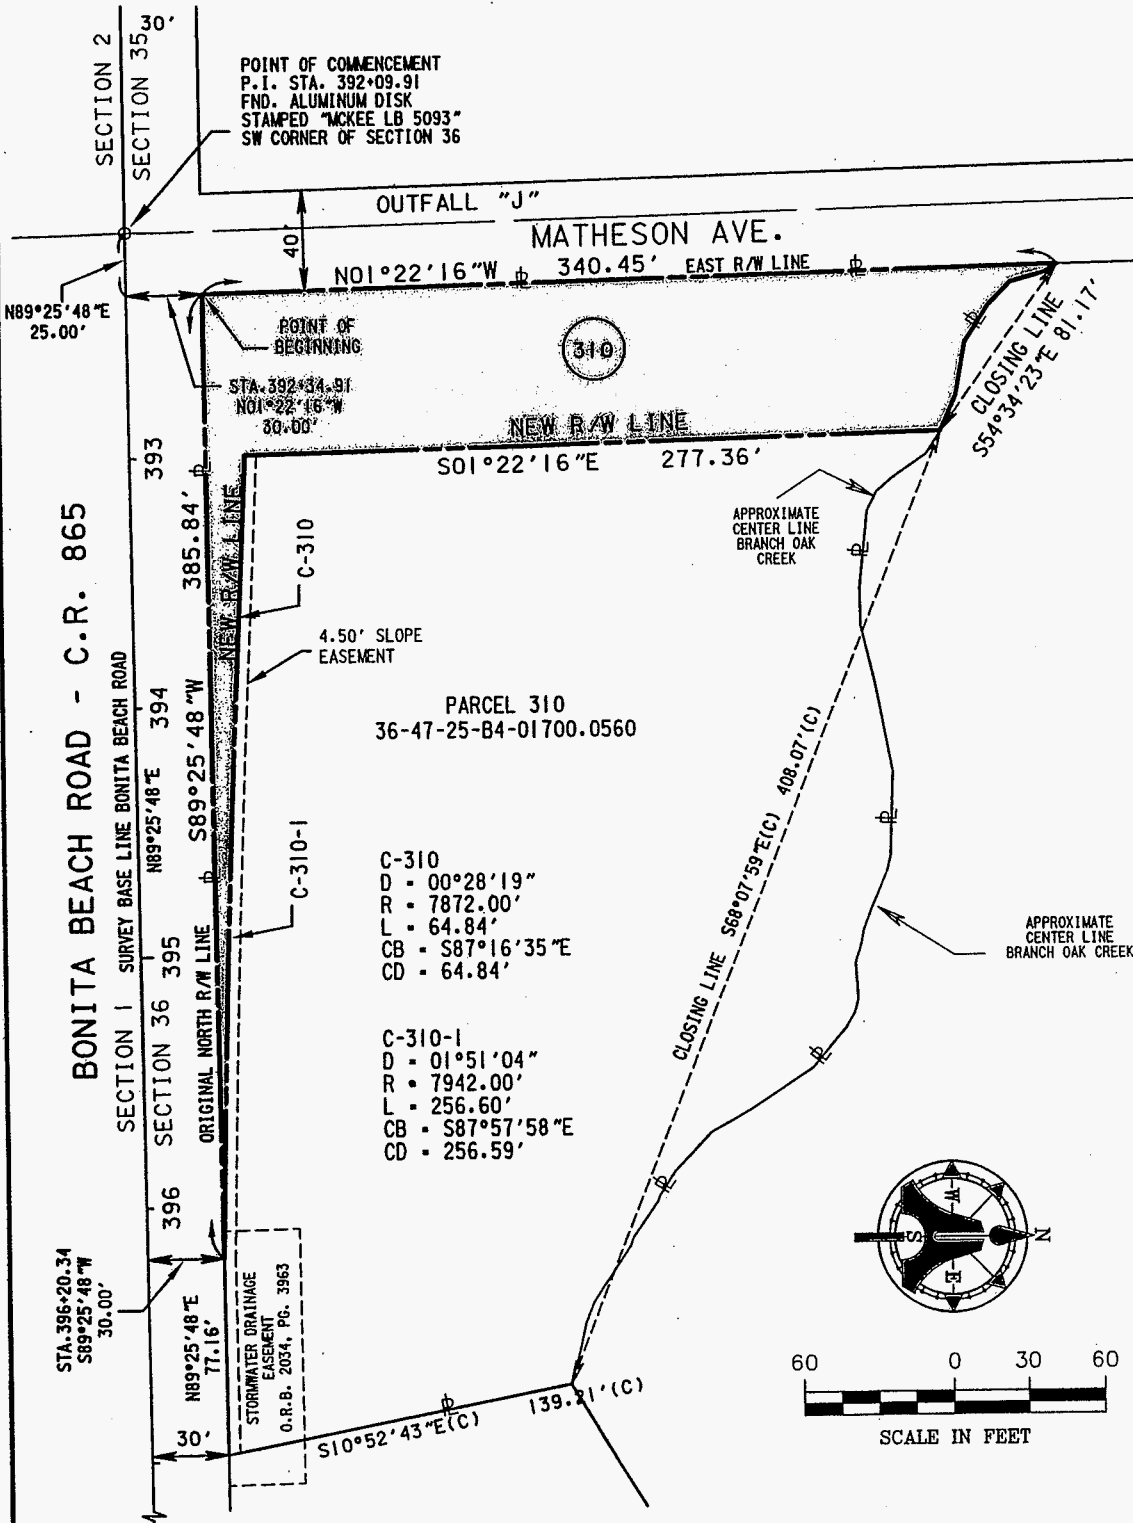 SECTION 2
SECTION 35
30'
POINT OF COMMENCEMENT
P.I. STA. 392+09.91
FND. ALUMINUM DISK
STAMPED "MCKEE LB 5093"
SW CORNER OF SECTION 36
OUTFALL "J"
MATHESON AVE.
40'
N01°22'16"W 340.45' EAST R/W LINE
N89°25'48"E
25.00'
POINT OF
BEGINNING
310
STA.392+34.91
N01°22'16"W
30.00'
CLOSING LINE
S54°34'23"E 81.17'
NEW R/W LINE
S01°22'16"E 277.36'
393
385.84'
S89°25'48"W
NEW R/W LINE
C-310
4.50' SLOPE
EASEMENT
APPROXIMATE
CENTER LINE
BRANCH OAK
CREEK
BONITA BEACH ROAD - C.R. 865
SURVEY BASE LINE BONITA BEACH ROAD
394
N89°25'48"E
PARCEL 310
36-47-25-B4-01700.0560
C-310-1
CLOSING LINE S68°07'59"E(C) 408.07'(C)
C-310
D = 00°28'19"
R = 7872.00'
L = 64.84'
CB = S87°16'35"E
CD = 64.84'
C-310-1
D = 01°51'04"
R = 7942.00'
L = 256.60'
CB = S87°57'58"E
CD = 256.59'
APPROXIMATE
CENTER LINE
BRANCH OAK CREEK
SECTION 1
SECTION 36
395
ORIGINAL NORTH R/W LINE
396
STA.396+20.34
S89°25'48"W
30.00'
N89°25'48"E
77.16'
STORMWATER DRAINAGE
EASEMENT
O.R.B. 2034, PG. 3963
30'
S10°52'43"E(C) 139.21'(C)
W
N
S
E
60 0 30 60
SCALE IN FEET